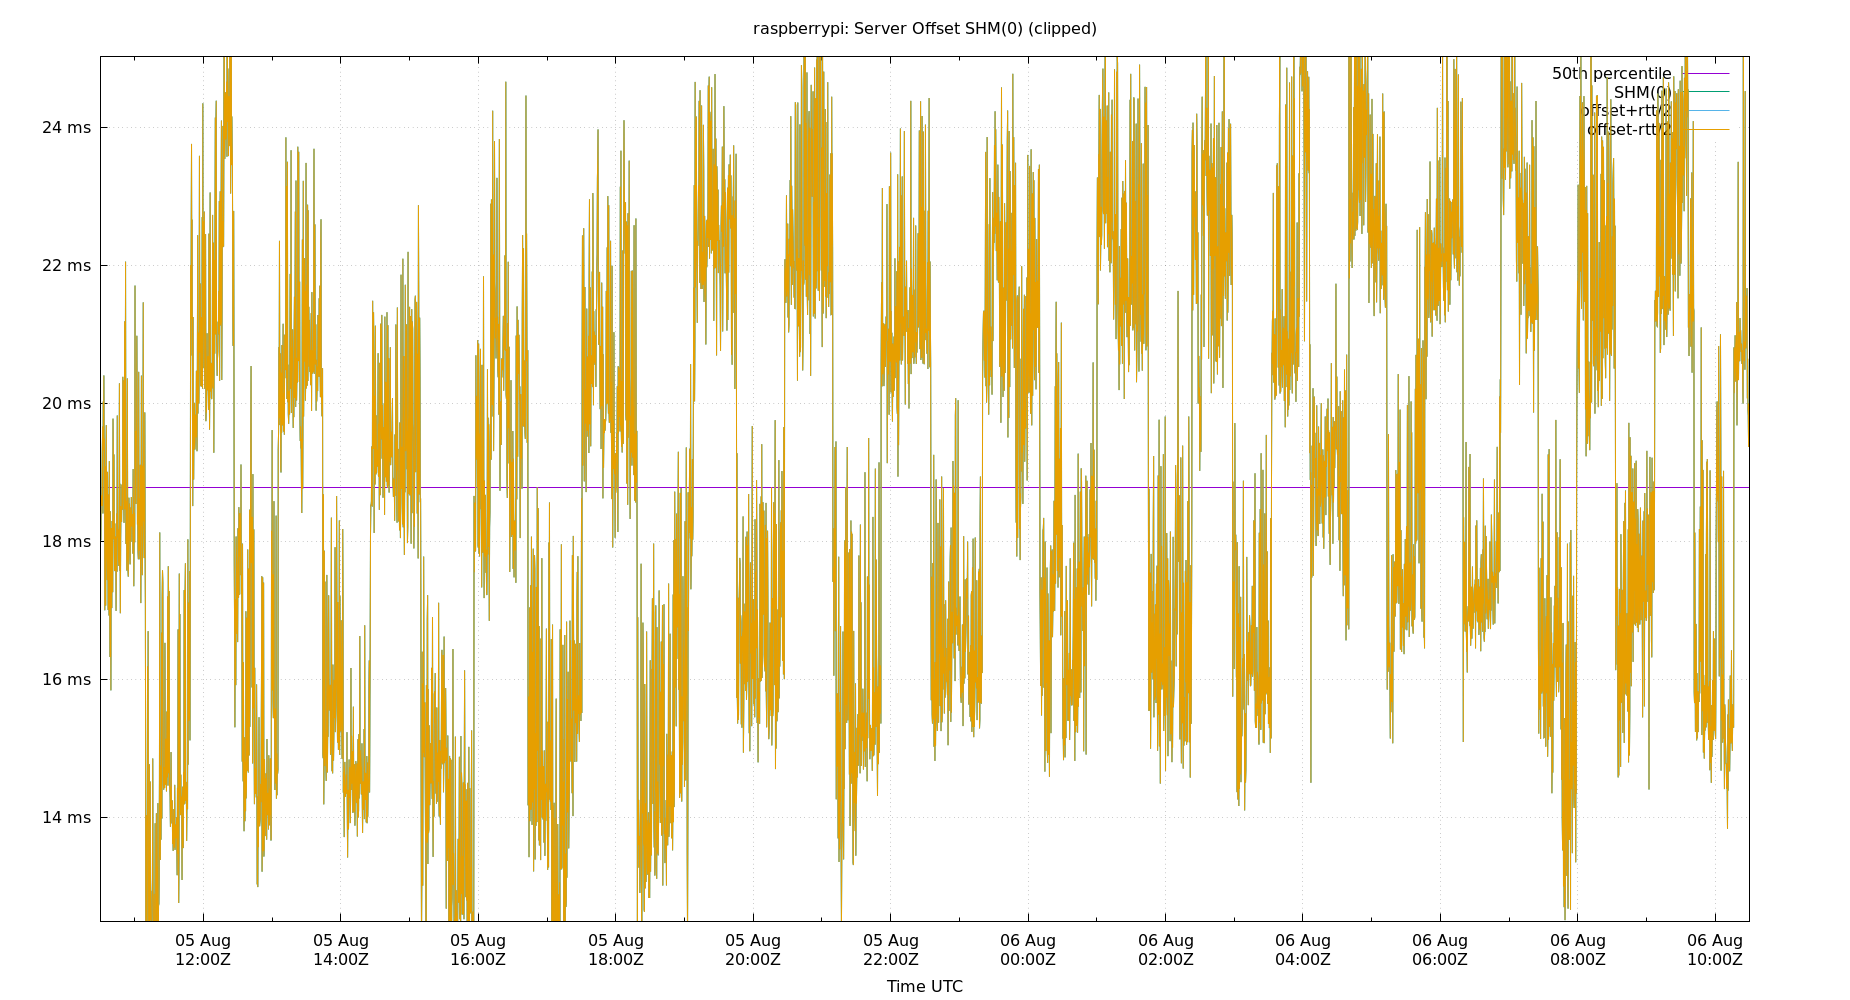 raspberrypi: Server Offset SHM(0) (clipped)
50th percentile
SHM(0)
offset+rtt/2
offset-rtt/2
24 ms
22 ms
20 ms
18 ms
16 ms
14 ms
05 Aug 05 Aug 05 Aug 05 Aug 05 Aug 05 Aug 06 Aug 06 Aug 06 Aug 06 Aug 06 Aug 06 Aug
12:00Z 14:00Z 16:00Z 18:00Z 20:00Z 22:00Z 00:00Z 02:00Z 04:00Z 06:00Z 08:00Z 10:00Z
Time UTC